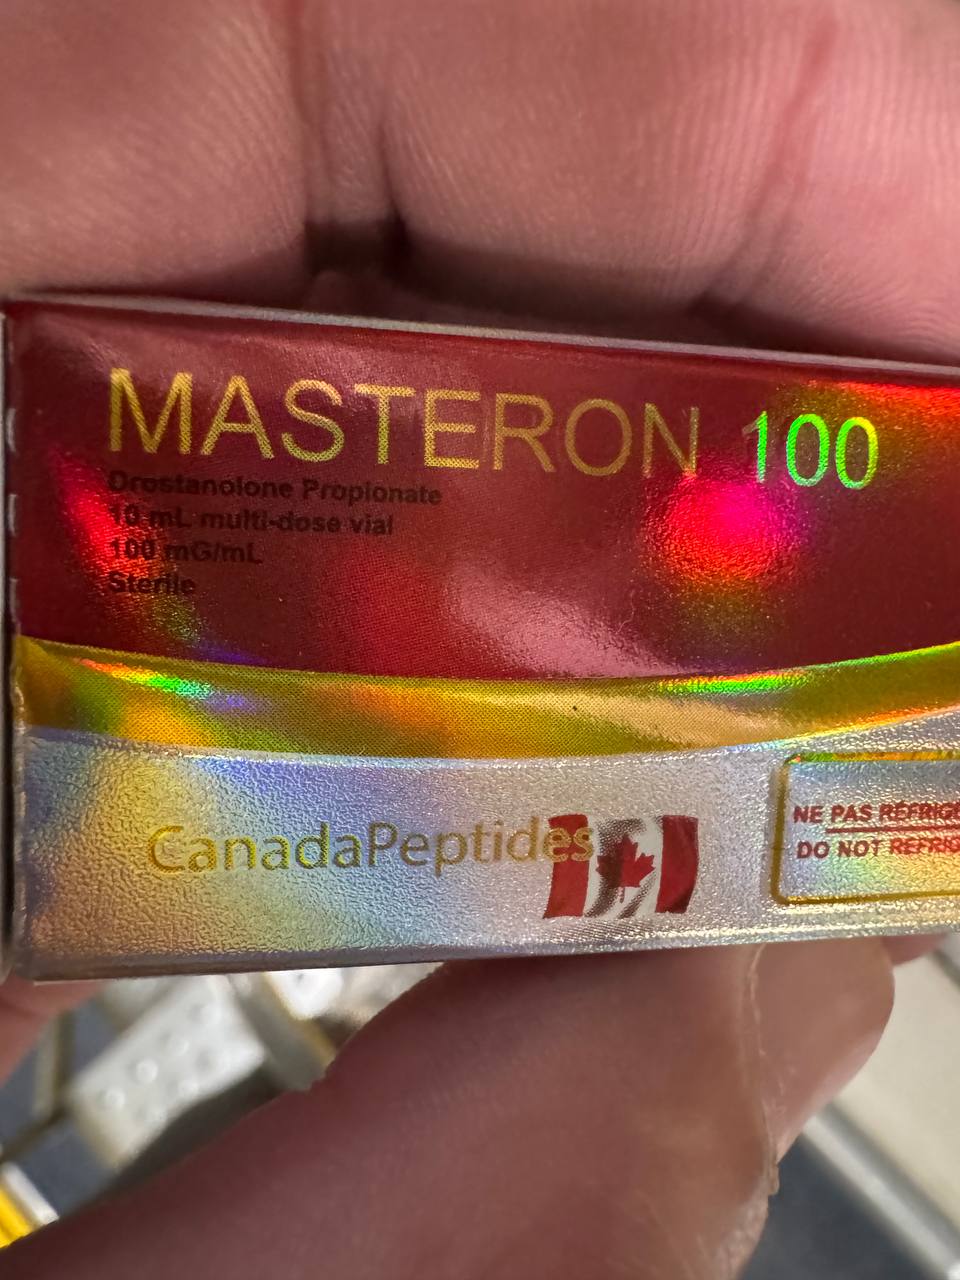 MASTERON 100
Drostanolone Propionate
10 mL multi-dose vial
100 mG/mL
Sterile
CanadaPeptides
NE PAS
DO NOT